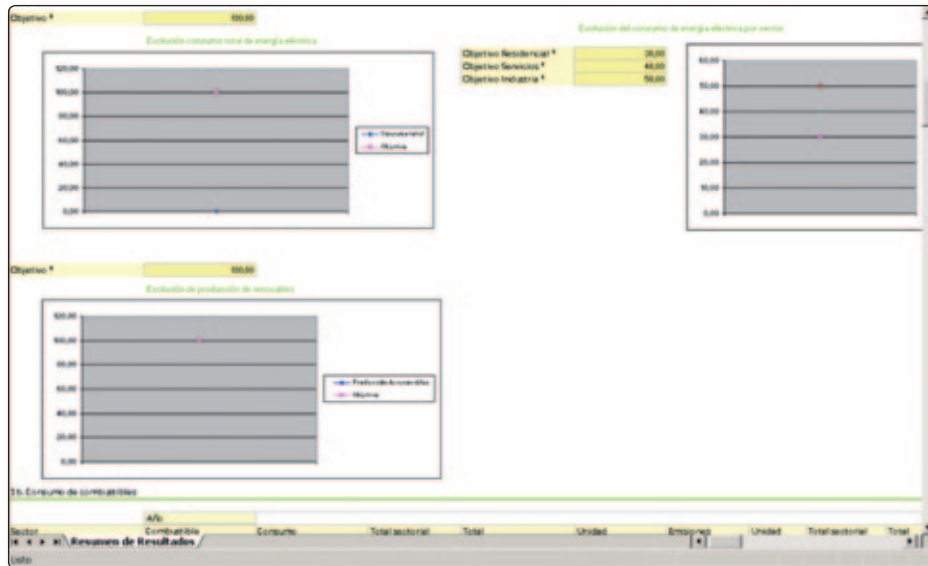 Objetivo * 100,00
Evolución consumo total de energía eléctrica
120,00
100,00
80,00
60,00
40,00
20,00
0,00
Consumo total
Objetivo
Evolución del consumo de energía eléctrica por sector
Objetivo Residencial * 30,00
Objetivo Servicios * 40,00
Objetivo Industria * 50,00
60,00
50,00
40,00
30,00
20,00
10,00
0,00
Objetivo * 100,00
Evolución de producción de renovables
120,00
100,00
80,00
60,00
40,00
20,00
0,00
Producción de renovables
Objetivo
3 b. Consumo de combustibles
Año
Sector Combustible Consumo Total sectorial Total Unidad Emisiones Unidad Total sectorial Total
Resumen de Resultados
Listo